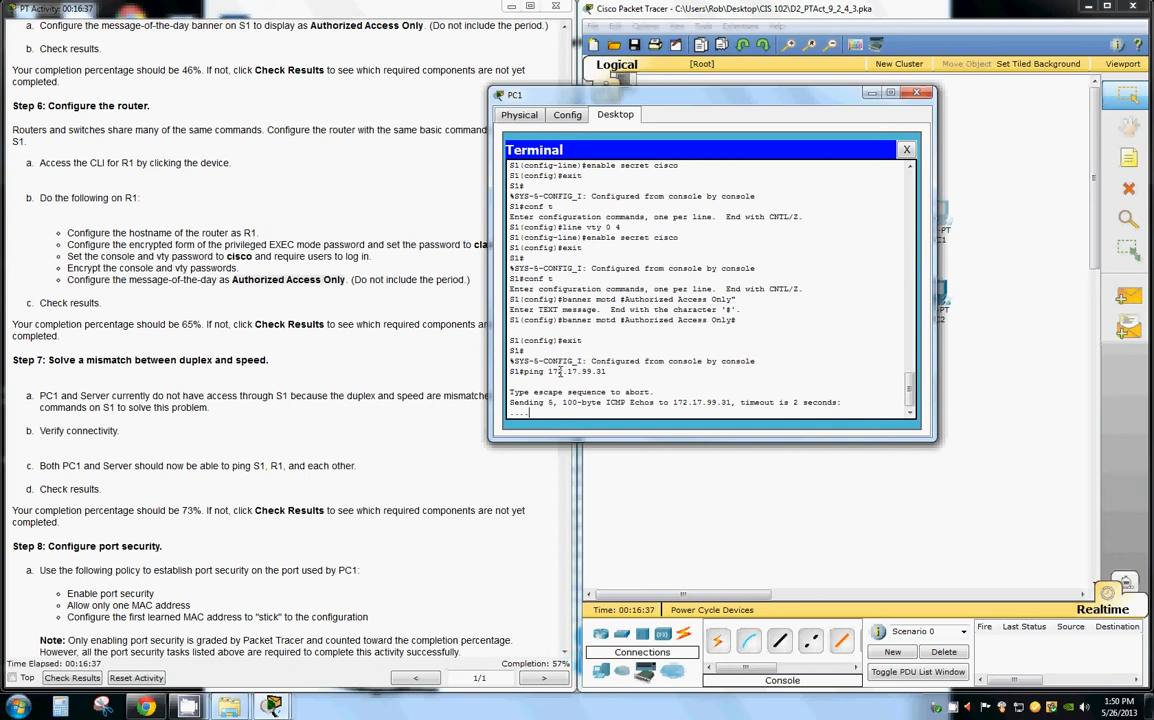 PT Activity: 00:16:37
a. Configure the message-of-the-day banner on S1 to display as Authorized Access Only. (Do not include the period.)
b. Check results.
Your completion percentage should be 46%. If not, click Check Results to see which required components are not yet
completed.
Step 6: Configure the router.
Routers and switches share many of the same commands. Configure the router with the same basic command
S1.
a. Access the CLI for R1 by clicking the device.
b. Do the following on R1:
Configure the hostname of the router as R1.
Configure the encrypted form of the privileged EXEC mode password and set the password to cla
Set the console and vty password to cisco and require users to log in.
Encrypt the console and vty passwords.
Configure the message-of-the-day as Authorized Access Only. (Do not include the period.)
c. Check results.
Your completion percentage should be 65%. If not, click Check Results to see which required components are not yet
completed.
Step 7: Solve a mismatch between duplex and speed.
a. PC1 and Server currently do not have access through S1 because the duplex and speed are mismatche
commands on S1 to solve this problem.
b. Verify connectivity.
c. Both PC1 and Server should now be able to ping S1, R1, and each other.
d. Check results.
Your completion percentage should be 73%. If not, click Check Results to see which required components are not yet
completed.
Step 8: Configure port security.
a. Use the following policy to establish port security on the port used by PC1:
Enable port security
Allow only one MAC address
Configure the first learned MAC address to "stick" to the configuration
Note: Only enabling port security is graded by Packet Tracer and counted toward the completion percentage.
However, all the port security tasks listed above are required to complete this activity successfully.
Time Elapsed: 00:16:37
Completion: 57%
Top
Check Results
Reset Activity
<
1/1
>
Cisco Packet Tracer - C:\Users\Rob\Desktop\CIS 102\D2_PTAct_9_2_4_3.pka
Logical
[Root]
New Cluster
Move Object
Set Tiled Background
Viewport
PC1
Physical
Config
Desktop
Terminal
X
S1(config-line)#enable secret cisco
S1(config)#exit
S1#
%SYS-5-CONFIG_I: Configured from console by console
S1#conf t
Enter configuration commands, one per line. End with CNTL/Z.
S1(config)#line vty 0 4
S1(config-line)#enable secret cisco
S1(config)#exit
S1#
%SYS-5-CONFIG_I: Configured from console by console
S1#conf t
Enter configuration commands, one per line. End with CNTL/Z.
S1(config)#banner motd #Authorized Access Only"
Enter TEXT message. End with the character '#'.
S1(config)#banner motd #Authorized Access Only#
S1(config)#exit
S1#
%SYS-5-CONFIG_I: Configured from console by console
S1#ping 172.17.99.31
Type escape sequence to abort.
Sending 5, 100-byte ICMP Echos to 172.17.99.31, timeout is 2 seconds:
....
-PT
C1
-PT
C2
Time: 00:16:37
Power Cycle Devices
Realtime
Connections
Console
Scenario 0
New
Delete
Toggle PDU List Window
Fire
Last Status
Source
Destination
1:50 PM
5/26/2013